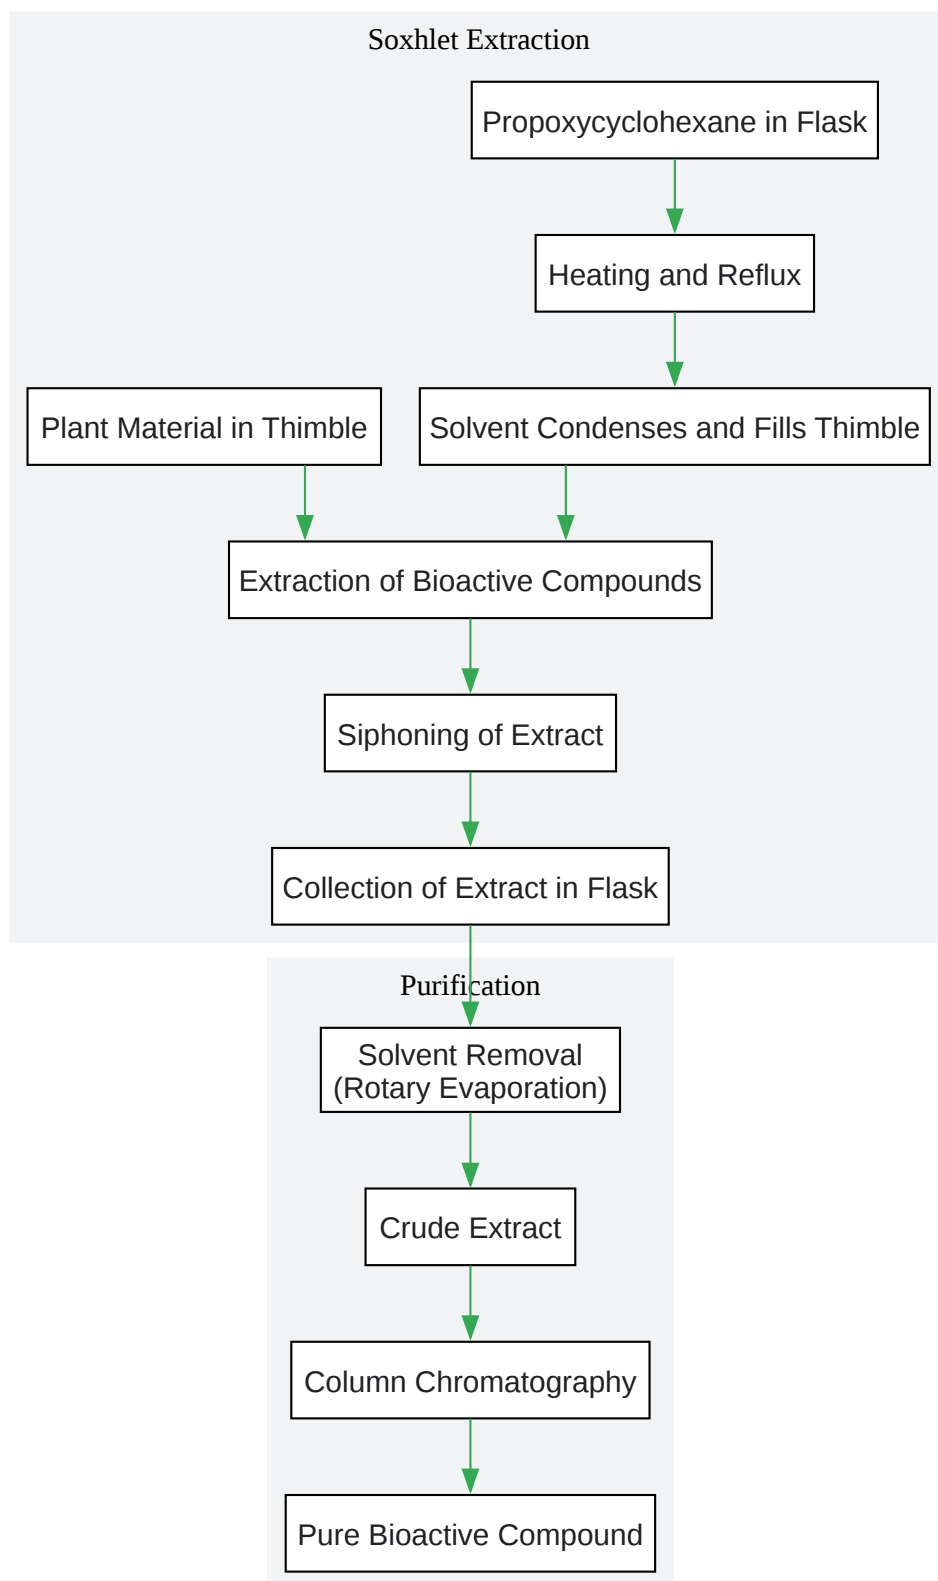 Soxhlet Extraction
Propoxycyclohexane in Flask
Heating and Reflux
Plant Material in Thimble
Solvent Condenses and Fills Thimble
Extraction of Bioactive Compounds
Siphoning of Extract
Collection of Extract in Flask
Purification
Solvent Removal
(Rotary Evaporation)
Crude Extract
Column Chromatography
Pure Bioactive Compound